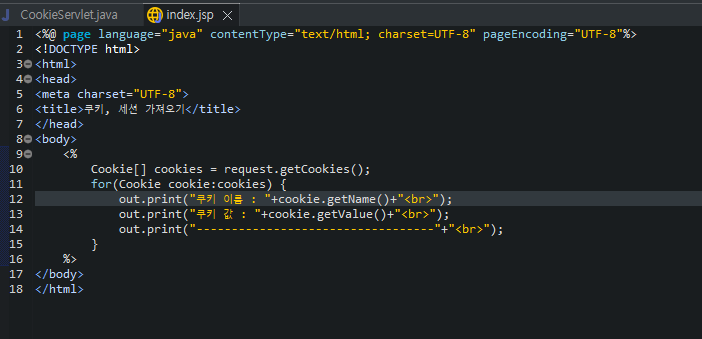 CookieServlet.java index.jsp
1 <%@ page language="java" contentType="text/html; charset=UTF-8" pageEncoding="UTF-8"%>
2 <!DOCTYPE html>
3 <html>
4 <head>
5 <meta charset="UTF-8">
6 <title>쿠키, 세션 가져오기</title>
7 </head>
8 <body>
9 <%
10 Cookie[] cookies = request.getCookies();
11 for(Cookie cookie:cookies) {
12 out.print("쿠키 이름 : "+cookie.getName()+"<br>");
13 out.print("쿠키 값 : "+cookie.getValue()+"<br>");
14 out.print("----------------------------------"+"<br>");
15 }
16 %>
17 </body>
18 </html>